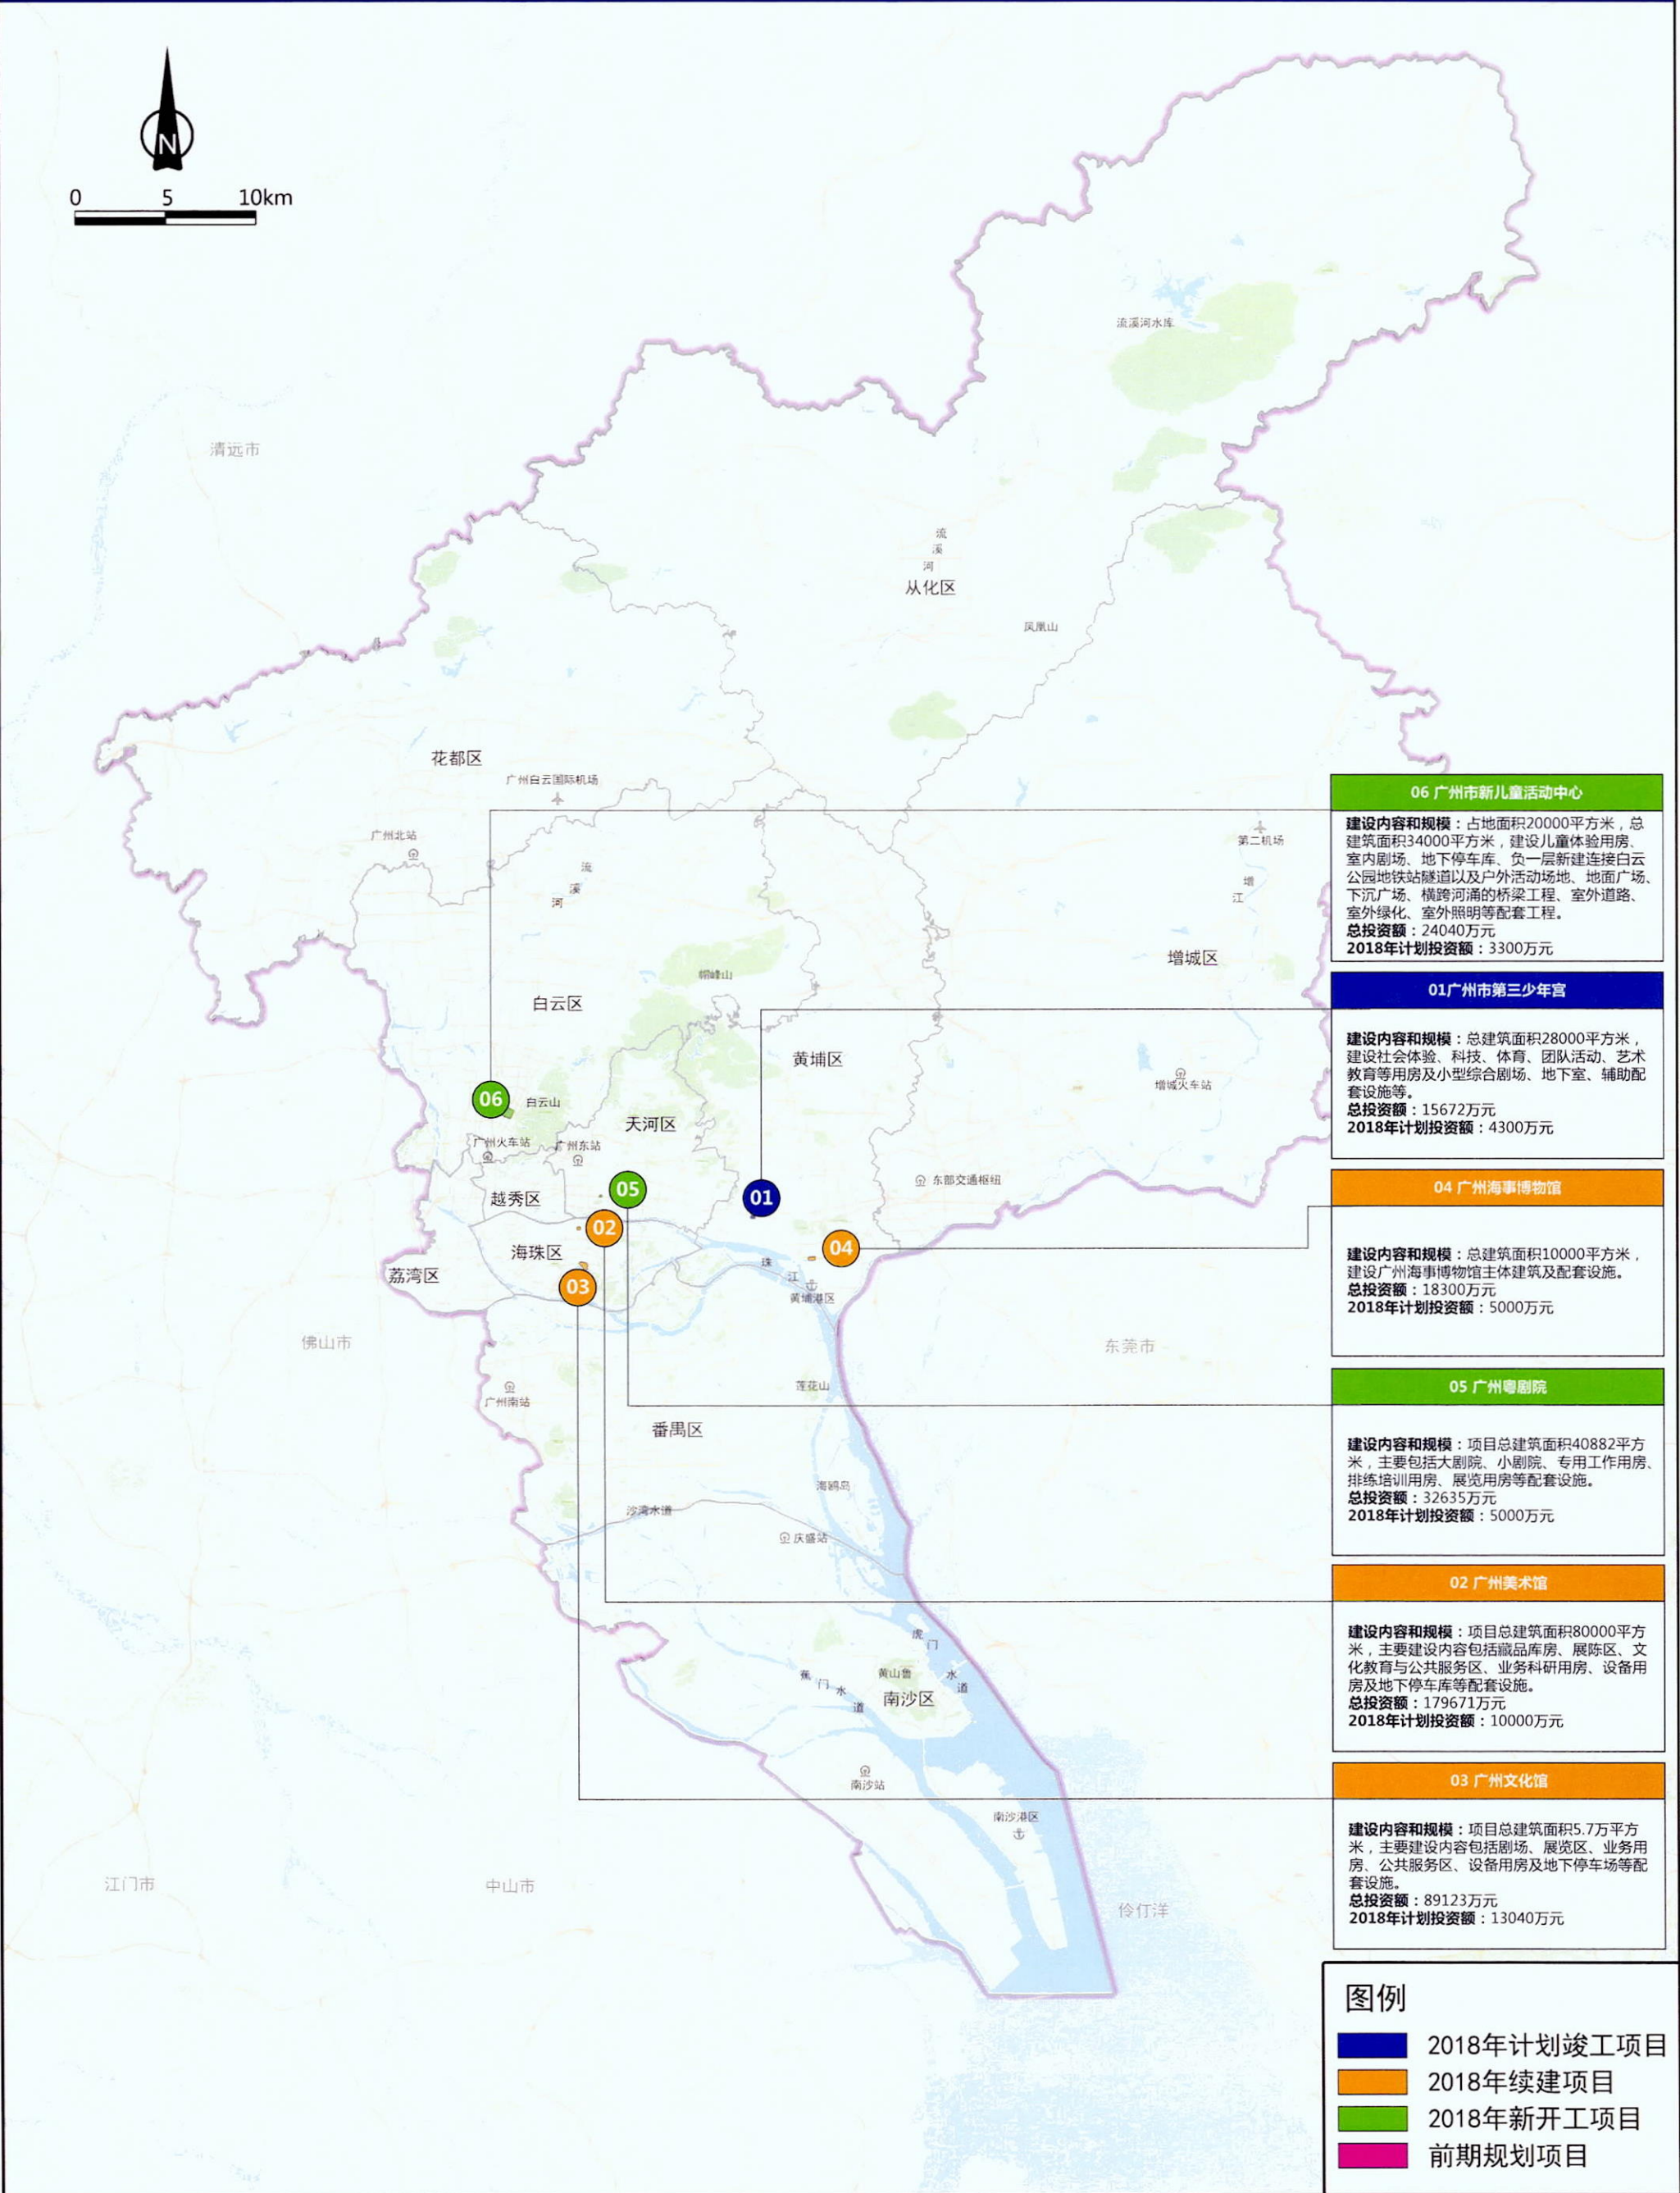 N
0 5 10km
流溪河水库
清远市
流
溪
河
从化区
凤凰山
花都区
广州白云国际机场
广州北站
流
溪
河
第二机场
增
江
增城区
帽峰山
白云区
黄埔区
增城火车站
06
白云山
天河区
广州火车站
广州东站
东部交通枢纽
05
01
越秀区
02
海珠区
04
荔湾区
珠
江
03
黄埔港区
佛山市
东莞市
莲花山
广州南站
番禺区
海鸥岛
沙湾水道
庆盛站
虎
门
水
道
蕉
门
水
道
黄山鲁
南沙区
南沙站
南沙港区
江门市
中山市
伶仃洋
06 广州市新儿童活动中心
建设内容和规模：占地面积20000平方米，总
建筑面积34000平方米，建设儿童体验用房、
室内剧场、地下停车库、负一层新建连接白云
公园地铁站隧道以及户外活动场地、地面广场、
下沉广场、横跨河涌的桥梁工程、室外道路、
室外绿化、室外照明等配套工程。
总投资额：24040万元
2018年计划投资额：3300万元
01广州市第三少年宫
建设内容和规模：总建筑面积28000平方米，
建设社会体验、科技、体育、团队活动、艺术
教育等用房及小型综合剧场、地下室、辅助配
套设施等。
总投资额：15672万元
2018年计划投资额：4300万元
04 广州海事博物馆
建设内容和规模：总建筑面积10000平方米，
建设广州海事博物馆主体建筑及配套设施。
总投资额：18300万元
2018年计划投资额：5000万元
05 广州粤剧院
建设内容和规模：项目总建筑面积40882平方
米，主要包括大剧院、小剧院、专用工作用房、
排练培训用房、展览用房等配套设施。
总投资额：32635万元
2018年计划投资额：5000万元
02 广州美术馆
建设内容和规模：项目总建筑面积80000平方
米，主要建设内容包括藏品库房、展陈区、文
化教育与公共服务区、业务科研用房、设备用
房及地下停车库等配套设施。
总投资额：179671万元
2018年计划投资额：10000万元
03 广州文化馆
建设内容和规模：项目总建筑面积5.7万平方
米，主要建设内容包括剧场、展览区、业务用
房、公共服务区、设备用房及地下停车场等配
套设施。
总投资额：89123万元
2018年计划投资额：13040万元
图例
2018年计划竣工项目
2018年续建项目
2018年新开工项目
前期规划项目